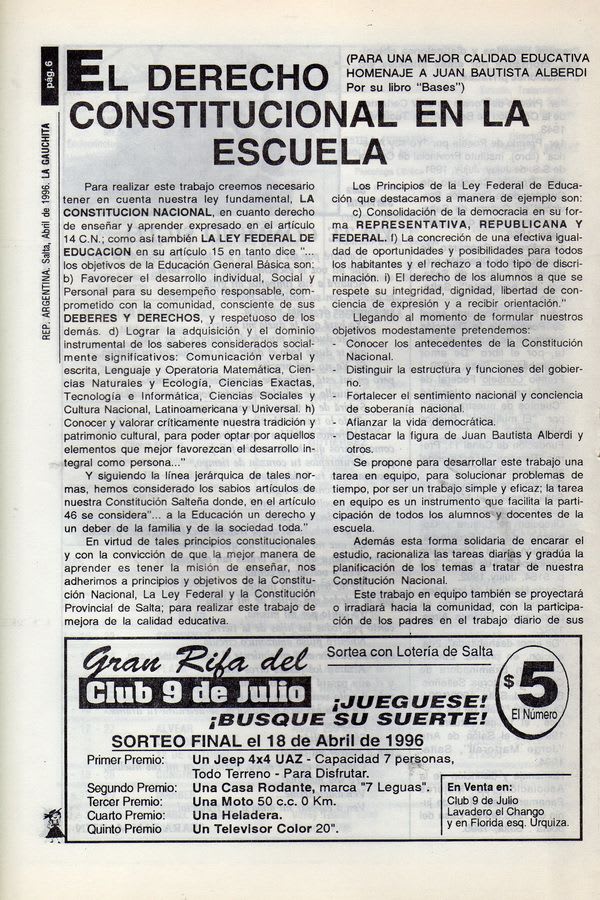 pág. 6
REP. ARGENTINA. Salta, Abril de 1996. LA GAUCHITA
EL DERECHO
CONSTITUCIONAL EN LA
ESCUELA
(PARA UNA MEJOR CALIDAD EDUCATIVA
HOMENAJE A JUAN BAUTISTA ALBERDI
Por su libro "Bases")
Para realizar este trabajo creemos necesario
tener en cuenta nuestra ley fundamental, LA
CONSTITUCION NACIONAL, en cuanto derecho
de enseñar y aprender expresado en el artículo
14 C.N.; como así también LA LEY FEDERAL DE
EDUCACION en su artículo 15 en tanto dice "...
los objetivos de la Educación General Básica son:
b) Favorecer el desarrollo individual, Social y
Personal para su desempeño responsable, com-
prometido con la comunidad, consciente de sus
DEBERES Y DERECHOS, y respetuoso de los
demás. d) Lograr la adquisición y el dominio
instrumental de los saberes considerados social-
mente significativos: Comunicación verbal y
escrita, Lenguaje y Operatoria Matemática, Cien-
cias Naturales y Ecología, Ciencias Exactas,
Tecnología e Informática, Ciencias Sociales y
Cultura Nacional, Latinoamericana y Universal. h)
Conocer y valorar críticamente nuestra tradición y
patrimonio cultural, para poder optar por aquellos
elementos que mejor favorezcan el desarrollo in-
tegral como persona..."
Y siguiendo la línea jerárquica de tales nor-
mas, hemos considerado los sabios artículos de
nuestra Constitución Salteña donde, en el artículo
46 se considera"... a la Educación un derecho y
un deber de la familia y de la sociedad toda."
En virtud de tales principios constitucionales
y con la convicción de que la mejor manera de
aprender es tener la misión de enseñar, nos
adherimos a principios y objetivos de la Constitu-
ción Nacional, La Ley Federal y la Constitución
Provincial de Salta; para realizar este trabajo de
mejora de la calidad educativa.
Los Principios de la Ley Federal de Educa-
ción que destacamos a manera de ejemplo son:
c) Consolidación de la democracia en su for-
ma REPRESENTATIVA, REPUBLICANA Y
FEDERAL. f) La concreción de una efectiva igual-
dad de oportunidades y posibilidades para todos
los habitantes y el rechazo a todo tipo de discri-
minación. i) El derecho de los alumnos a que se
respete su integridad, dignidad, libertad de con-
ciencia de expresión y a recibir orientación."
Llegando al momento de formular nuestros
objetivos modestamente pretendemos:
- Conocer los antecedentes de la Constitución
Nacional.
- Distinguir la estructura y funciones del gobier-
no.
- Fortalecer el sentimiento nacional y conciencia
de soberanía nacional.
- Afianzar la vida democrática.
- Destacar la figura de Juan Bautista Alberdi y
otros.
Se propone para desarrollar este trabajo una
tarea en equipo, para solucionar problemas de
tiempo, por ser un trabajo simple y eficaz; la tarea
en equipo es un instrumento que facilita la parti-
cipación de todos los alumnos y docentes de la
escuela.
Además esta forma solidaria de encarar el
estudio, racionaliza las tareas diarias y gradúa la
planificación de los temas a tratar de nuestra
Constitución Nacional.
Este trabajo en equipo también se proyectará
o irradiará hacia la comunidad, con la participa-
ción de los padres en el trabajo diario de sus
Gran Rifa del
Club 9 de Julio
Sortea con Lotería de Salta
¡JUEGUESE!
¡BUSQUE SU SUERTE!
$5
El Número
SORTEO FINAL el 18 de Abril de 1996
Primer Premio: Un Jeep 4x4 UAZ - Capacidad 7 personas,
Todo Terreno - Para Disfrutar.
Segundo Premio: Una Casa Rodante, marca "7 Leguas".
Tercer Premio: Una Moto 50 c.c. 0 Km.
Cuarto Premio: Una Heladera.
Quinto Premio Un Televisor Color 20".
En Venta en:
Club 9 de Julio
Lavadero el Chango
y en Florida esq. Urquiza.